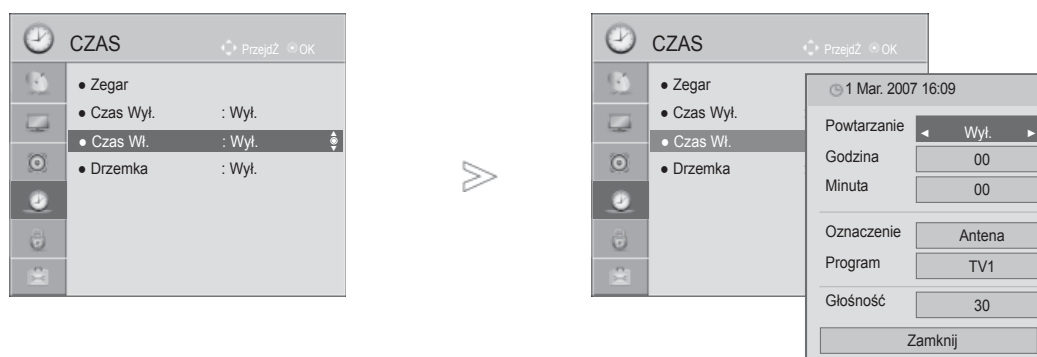 CZAS PrzejdŹ OK
● Zegar
● Czas Wył. : Wył.
● Czas Wł. : Wył.
● Drzemka : Wył.
CZAS PrzejdŹ OK
● Zegar
● Czas Wył.
● Czas Wł.
● Drzemka
1 Mar. 2007 16:09
Powtarzanie ◄ Wył. ►
Godzina 00
Minuta 00
Oznaczenie Antena
Program TV1
Głośność 30
Zamknij